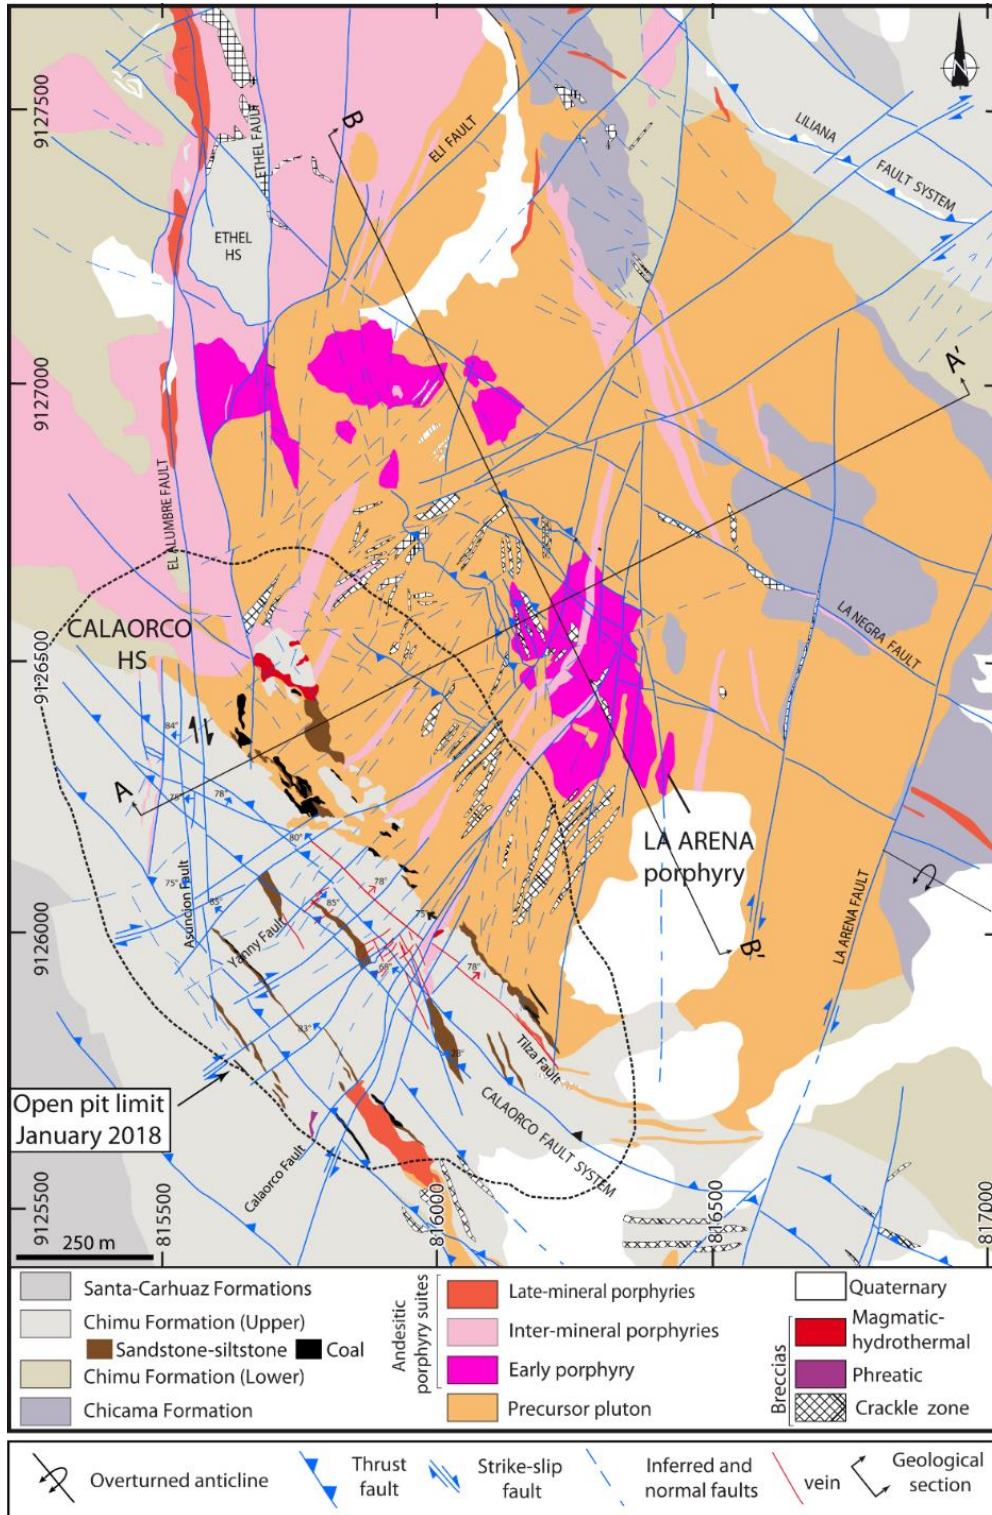 N
9127500
9127000
9126500
9126000
9125500
815500
816000
816500
817000
ETHEL FAULT
B
ELI FAULT
LILIANA
FAULT SYSTEM
ETHEL
HS
A'
EL ALUMBRE FAULT
CALAORCO
HS
LA NEGRA FAULT
84°
A
78°
78°
80°
LA ARENA
porphyry
75°
78°
85°
85°
75°
Asuncion Fault
Yanny Fault
68°
78°
B'
LA ARENA FAULT
83°
28°
Tilza Fault
Open pit limit
January 2018
CALAORCO FAULT SYSTEM
Calaorco Fault
250 m
Santa-Carhuaz Formations
Chimu Formation (Upper)
Sandstone-siltstone
Coal
Chimu Formation (Lower)
Chicama Formation
Andesitic
porphyry suites
Late-mineral porphyries
Inter-mineral porphyries
Early porphyry
Precursor pluton
Quaternary
Breccias
Magmatic-
hydrothermal
Phreatic
Crackle zone
Overturned anticline
Thrust
fault
Strike-slip
fault
Inferred and
normal faults
vein
Geological
section